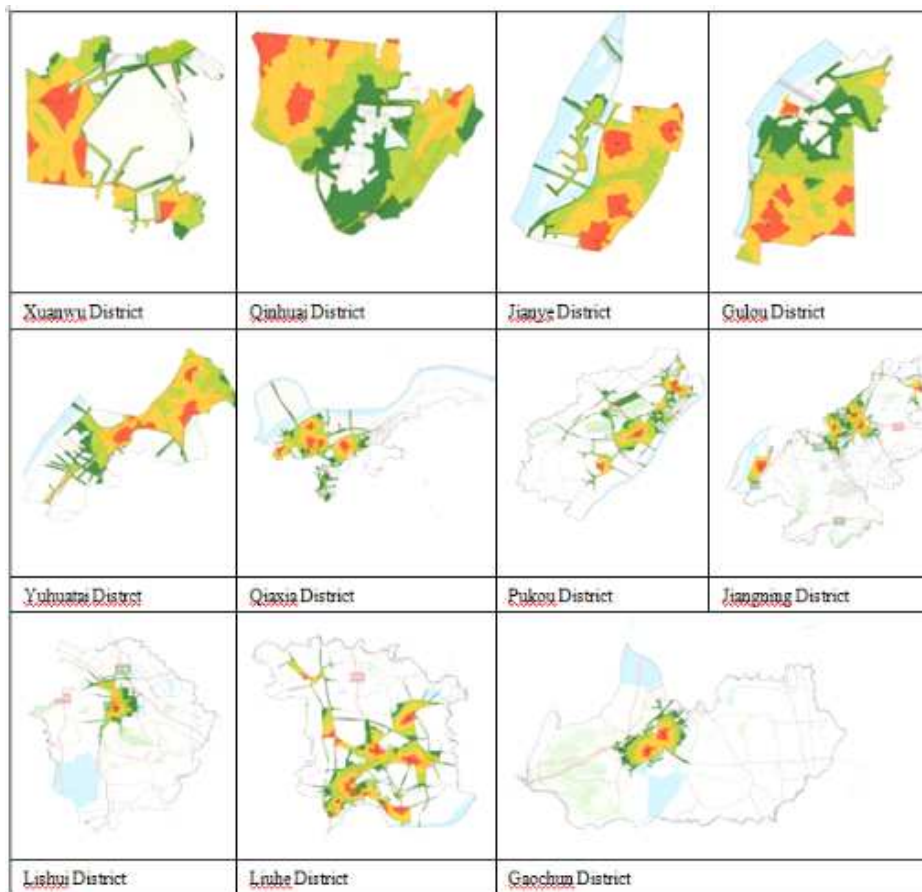 Xuanwu District
Qinhuai District
Jianye District
Gulou District
Yuhuatai Distrct
Qiaxia District
Pukou District
Jiangning District
Lishui District
Liuhe District
Gaochun District